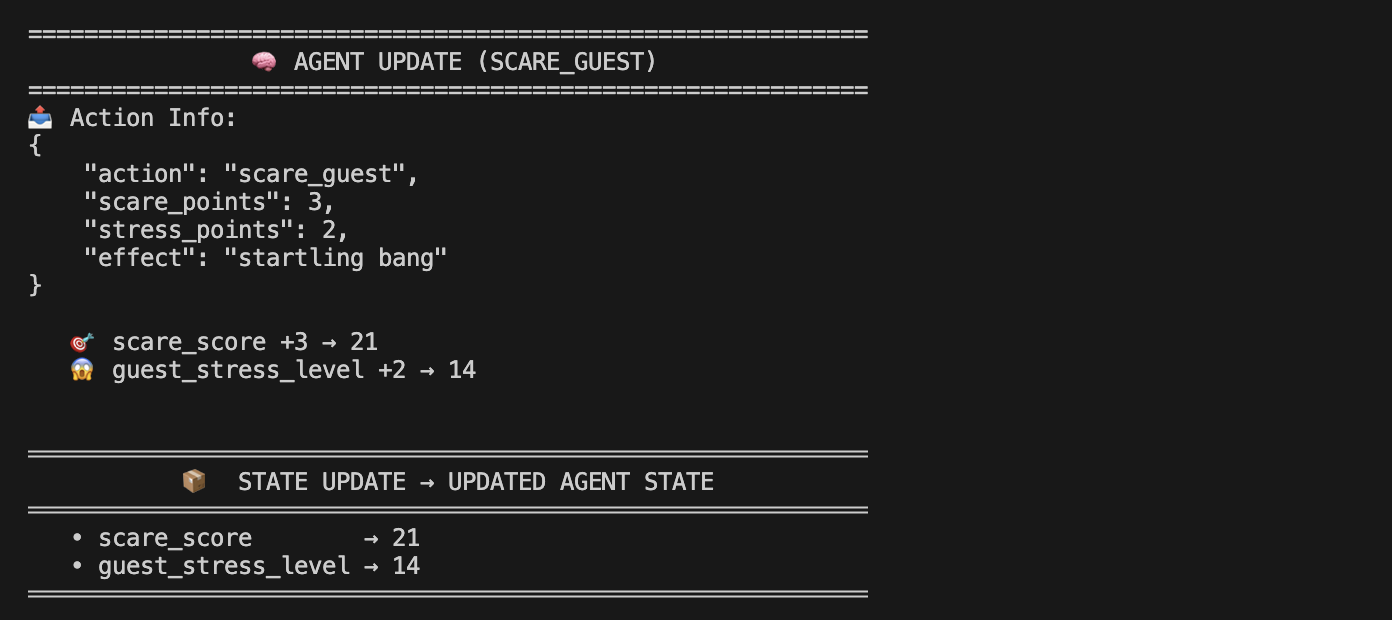 ============================================================
🧠 AGENT UPDATE (SCARE_GUEST)
============================================================
📤 Action Info:
{
    "action": "scare_guest",
    "scare_points": 3,
    "stress_points": 2,
    "effect": "startling bang"
}
🎯 scare_score +3 → 21
😱 guest_stress_level +2 → 14
════════════════════════════════════════════════════════════
📦 STATE UPDATE → UPDATED AGENT STATE
════════════════════════════════════════════════════════════
• scare_score        → 21
• guest_stress_level → 14
════════════════════════════════════════════════════════════